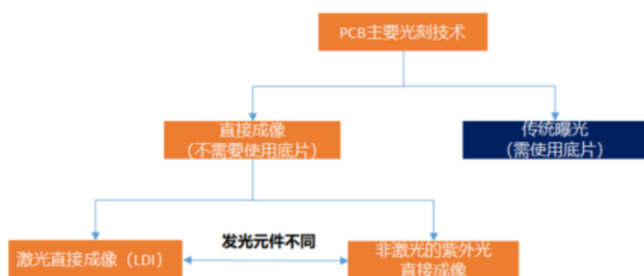 PCB主要光刻技术
直接成像
（不需要使用底片）
传统曝光
（需使用底片）
发光元件不同
激光直接成像（LDI）
非激光的紫外光
直接成像